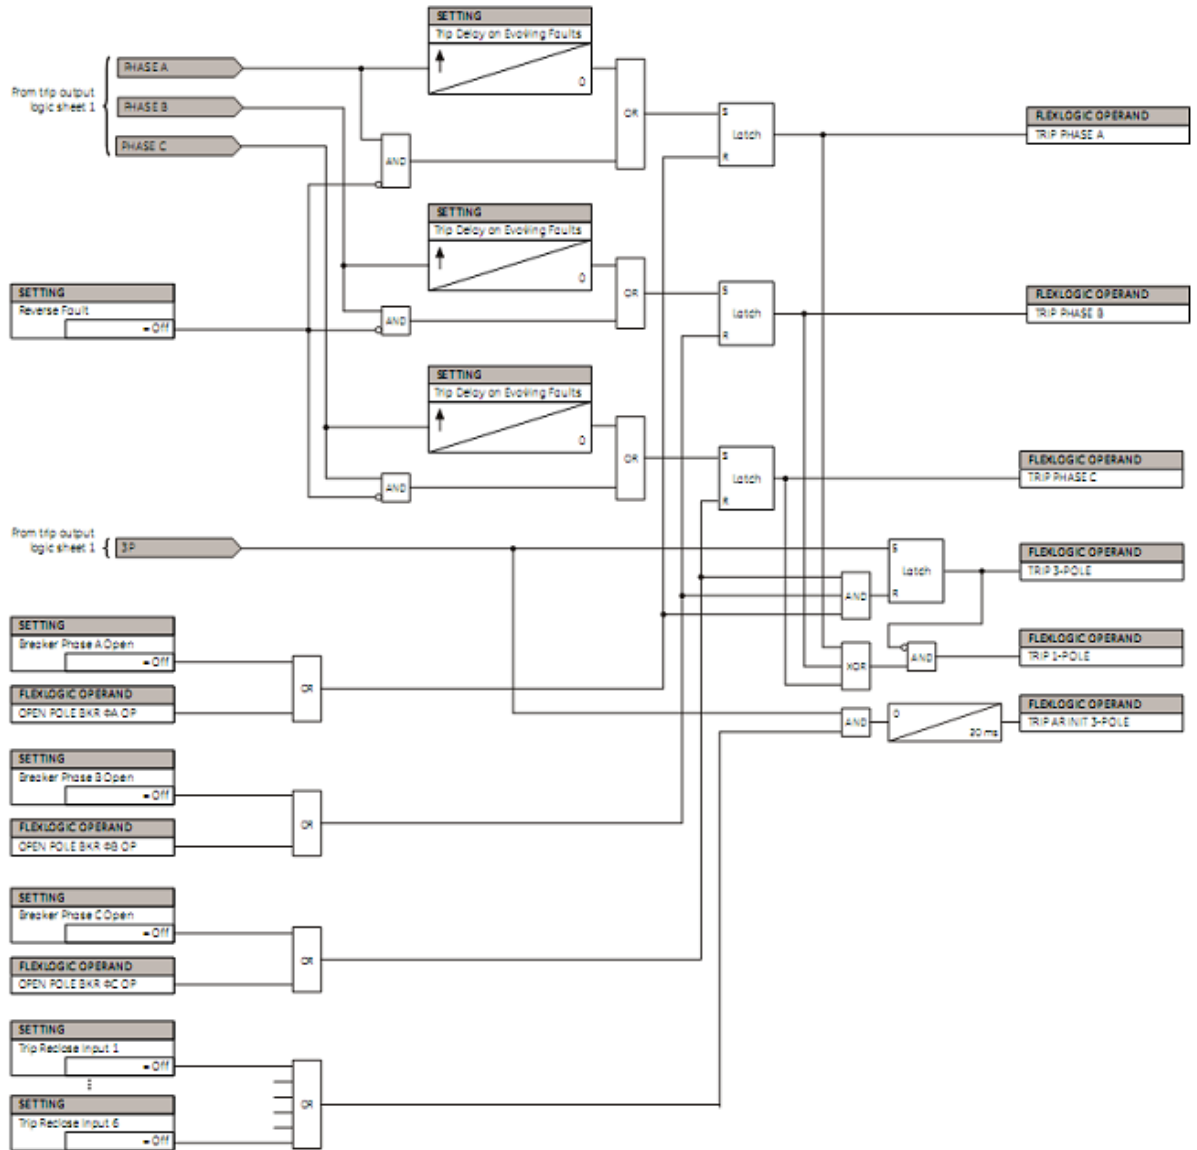 SETTING
Trip Delay on Evolving Faults
0
From trip output
logic sheet 1
PHASE A
PHASE B
PHASE C
AND
OR
S
Latch
R
FLEXLOGIC OPERAND
TRIP PHASE A
SETTING
Trip Delay on Evolving Faults
0
SETTING
Reverse Fault
= Off
AND
OR
S
Latch
R
FLEXLOGIC OPERAND
TRIP PHASE B
SETTING
Trip Delay on Evolving Faults
0
AND
OR
S
Latch
R
FLEXLOGIC OPERAND
TRIP PHASE C
From trip output
logic sheet 1
3P
S
Latch
R
AND
FLEXLOGIC OPERAND
TRIP 3-POLE
SETTING
Breaker Phase A Open
= Off
FLEXLOGIC OPERAND
OPEN POLE BKR ΦA OP
OR
XOR
AND
FLEXLOGIC OPERAND
TRIP 1-POLE
AND
0
20 ms
FLEXLOGIC OPERAND
TRIP AR INIT 3-POLE
SETTING
Breaker Phase B Open
= Off
FLEXLOGIC OPERAND
OPEN POLE BKR ΦB OP
OR
SETTING
Breaker Phase C Open
= Off
FLEXLOGIC OPERAND
OPEN POLE BKR ΦC OP
OR
SETTING
Trip Reclose Input 1
= Off
SETTING
Trip Reclose Input 6
= Off
OR